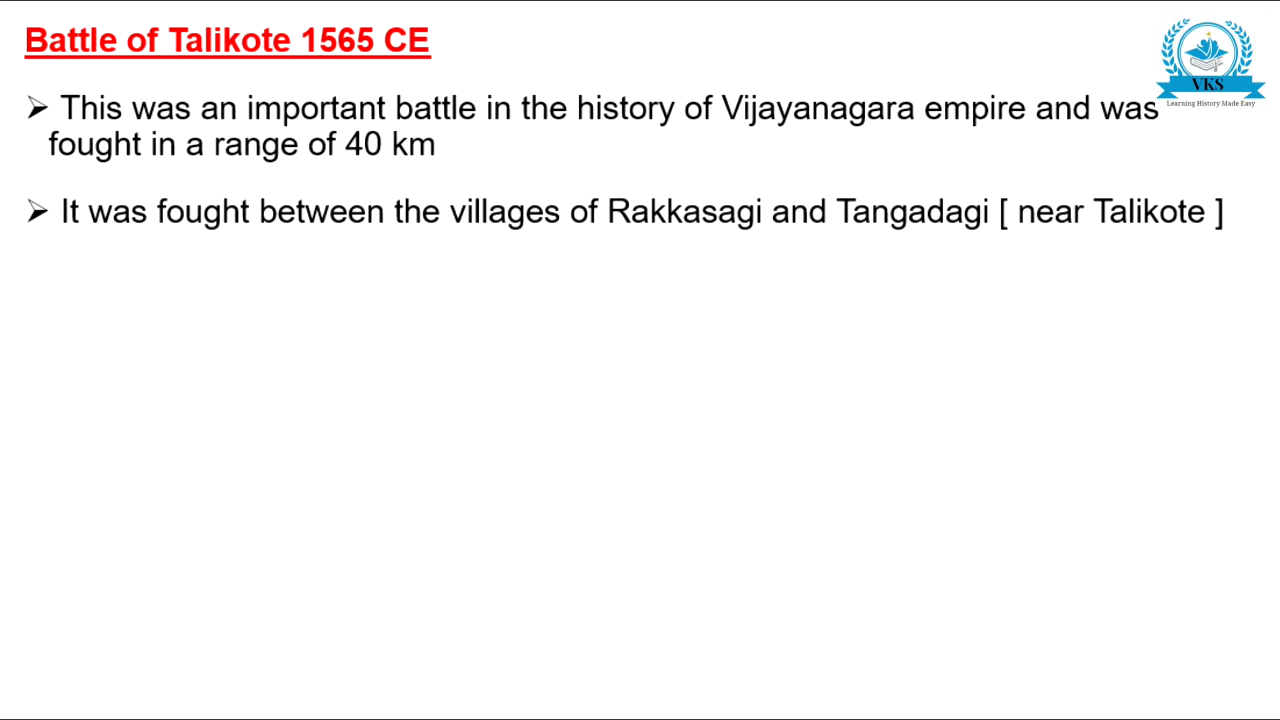 Battle of Talikote 1565 CE
VKS
Learning History Made Easy
➢ This was an important battle in the history of Vijayanagara empire and was
fought in a range of 40 km
➢ It was fought between the villages of Rakkasagi and Tangadagi [ near Talikote ]